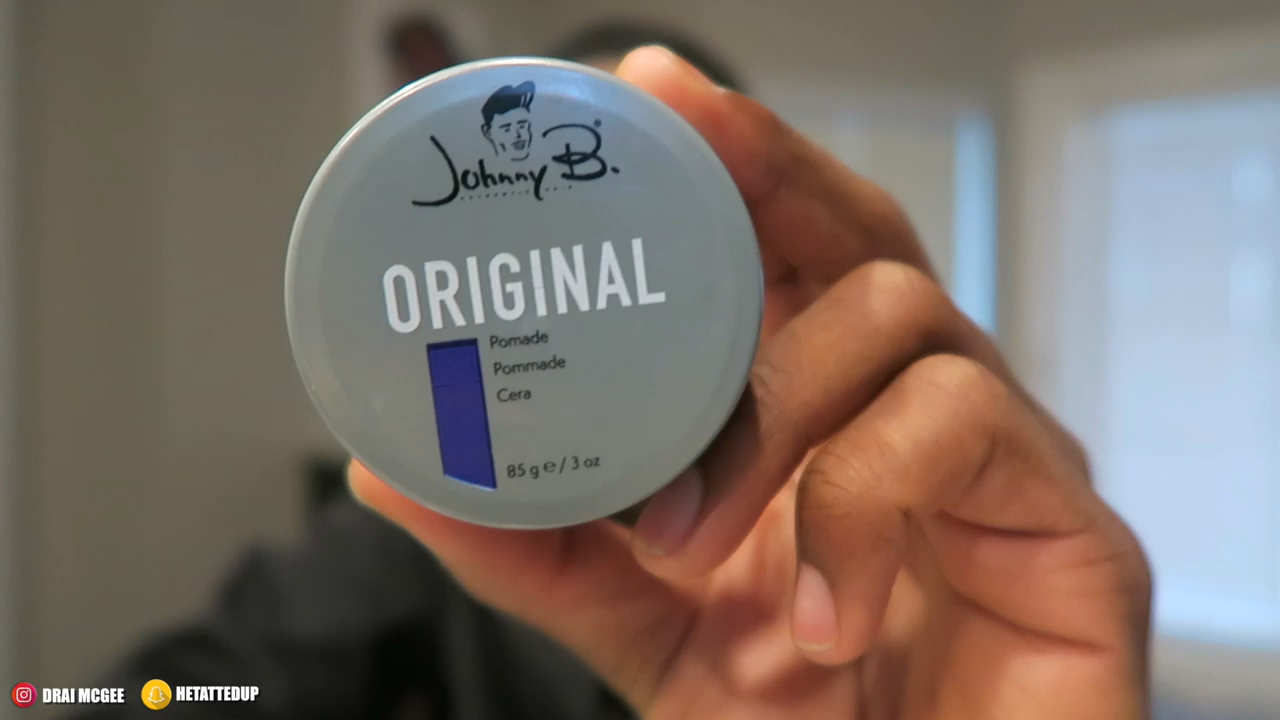 Johnny B.
ORIGINAL
Pomade
Pommade
Cera
85 g e / 3 oz
DRAI MCGEE
HETATTEDUP